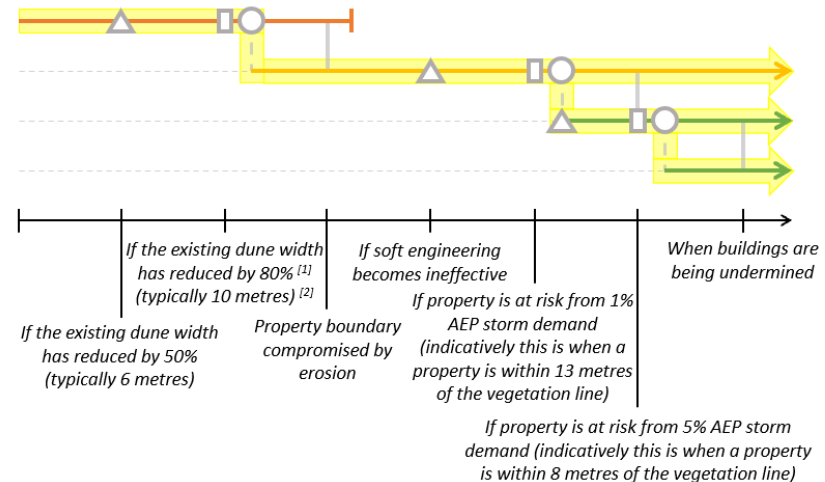 If the existing dune width
has reduced by 80% [1]
(typically 10 metres) [2]
If soft engineering
becomes ineffective
When buildings are
being undermined
If the existing dune width
has reduced by 50%
(typically 6 metres)
Property boundary
compromised by
erosion
If property is at risk from 1%
AEP storm demand
(indicatively this is when a
property is within 13 metres
of the vegetation line)
If property is at risk from 5% AEP storm
demand (indicatively this is when a property
is within 8 metres of the vegetation line)